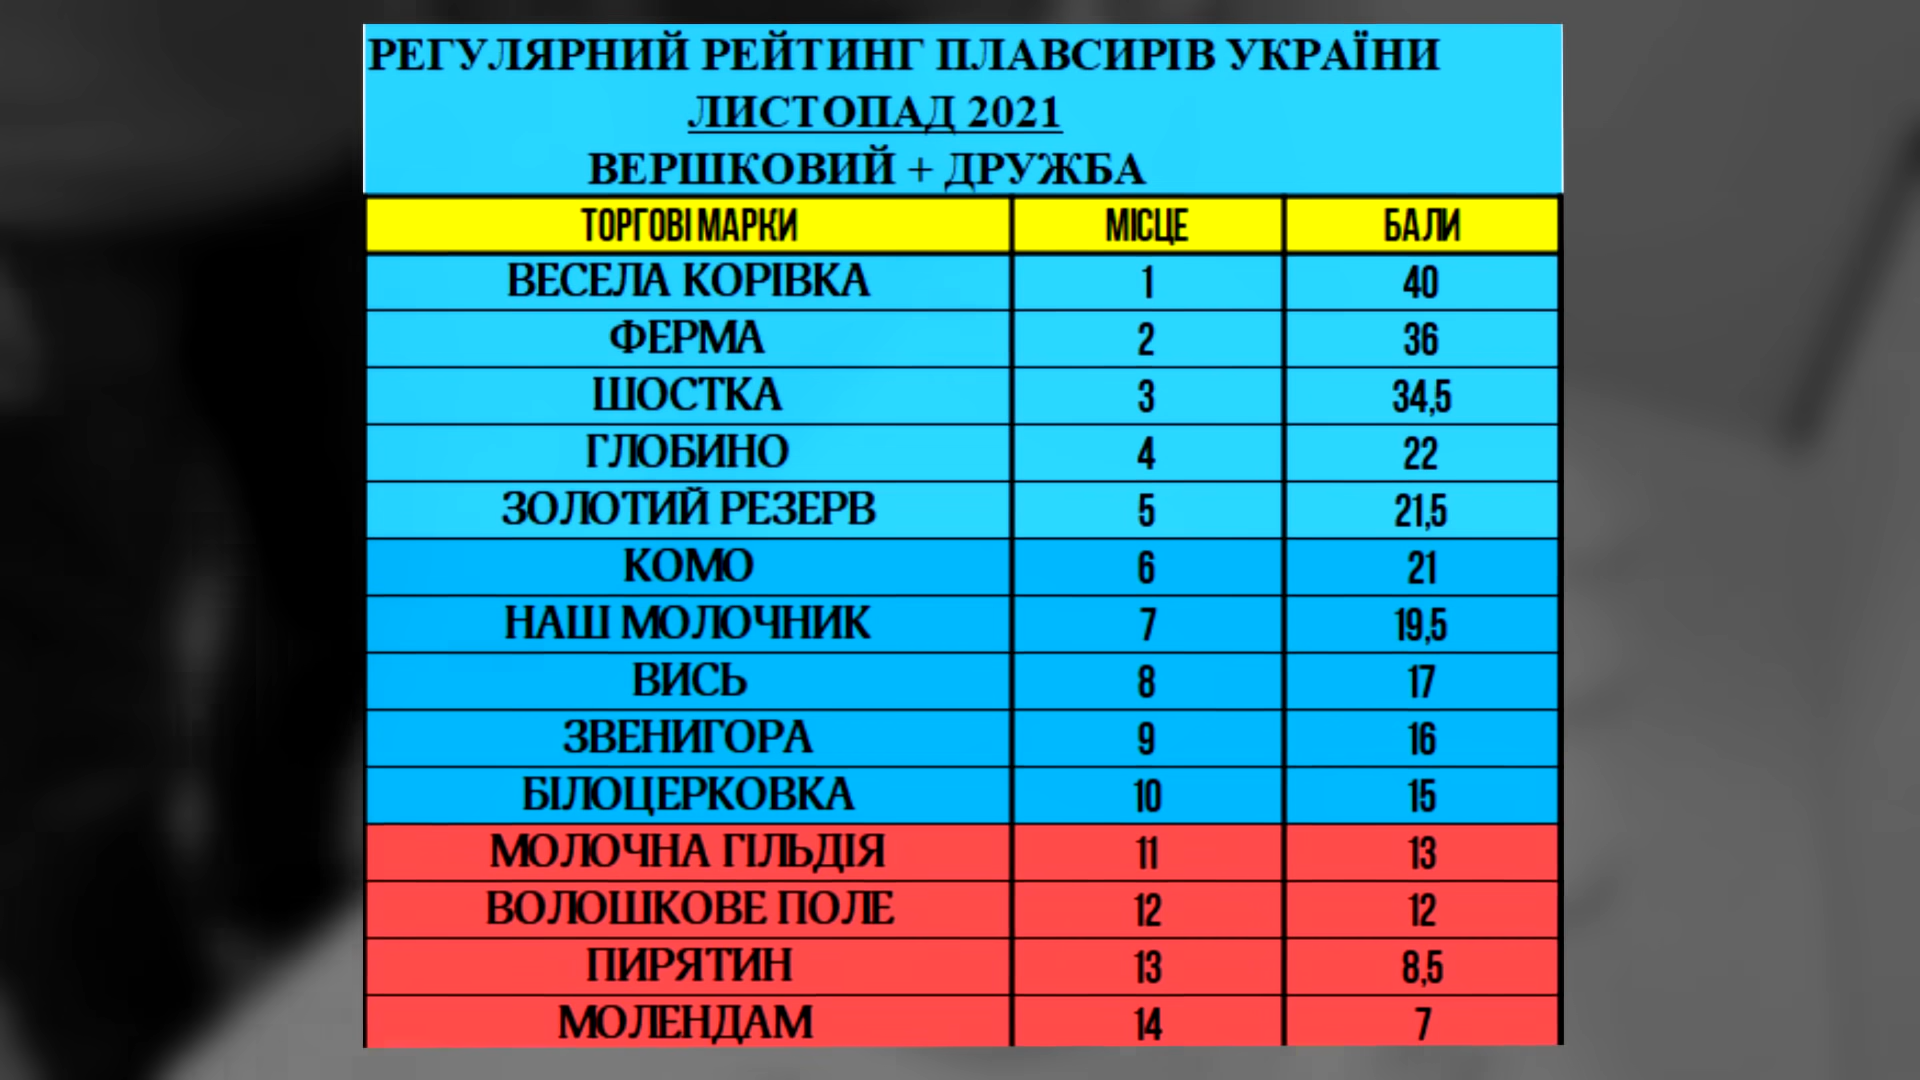 РЕГУЛЯРНИЙ РЕЙТИНГ ПЛАВСИРІВ УКРАЇНИ
ЛИСТОПАД 2021
ВЕРШКОВИЙ + ДРУЖБА
ТОРГОВІ МАРКИ МІСЦЕ БАЛИ
ВЕСЕЛА КОРІВКА 1 40
ФЕРМА 2 36
ШОСТКА 3 34,5
ГЛОБИНО 4 22
ЗОЛОТИЙ РЕЗЕРВ 5 21,5
КОМО 6 21
НАШ МОЛОЧНИК 7 19,5
ВИСЬ 8 17
ЗВЕНИГОРА 9 16
БІЛОЦЕРКОВКА 10 15
МОЛОЧНА ГІЛЬДІЯ 11 13
ВОЛОШКОВЕ ПОЛЕ 12 12
ПИРЯТИН 13 8,5
МОЛЕНДАМ 14 7